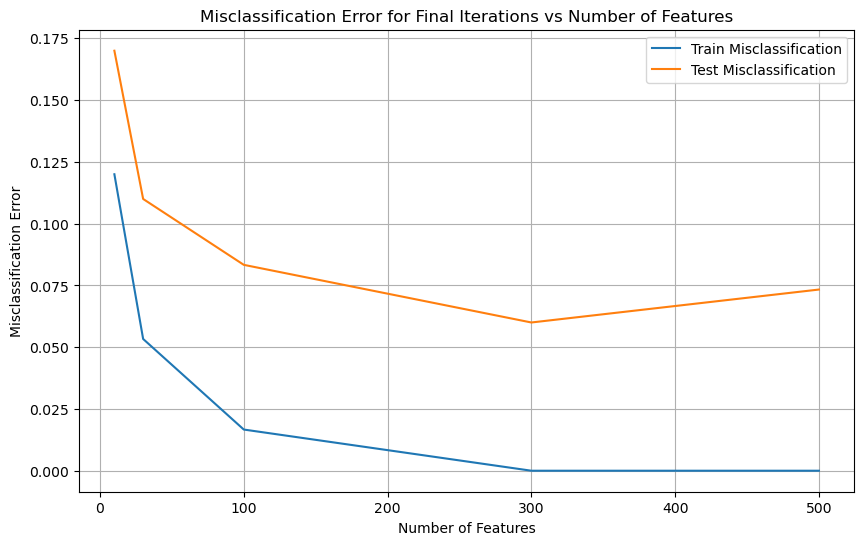 Misclassification Error for Final Iterations vs Number of Features
Train Misclassification
Test Misclassification
Misclassification Error
0.175
0.150
0.125
0.100
0.075
0.050
0.025
0.000
0 100 200 300 400 500
Number of Features